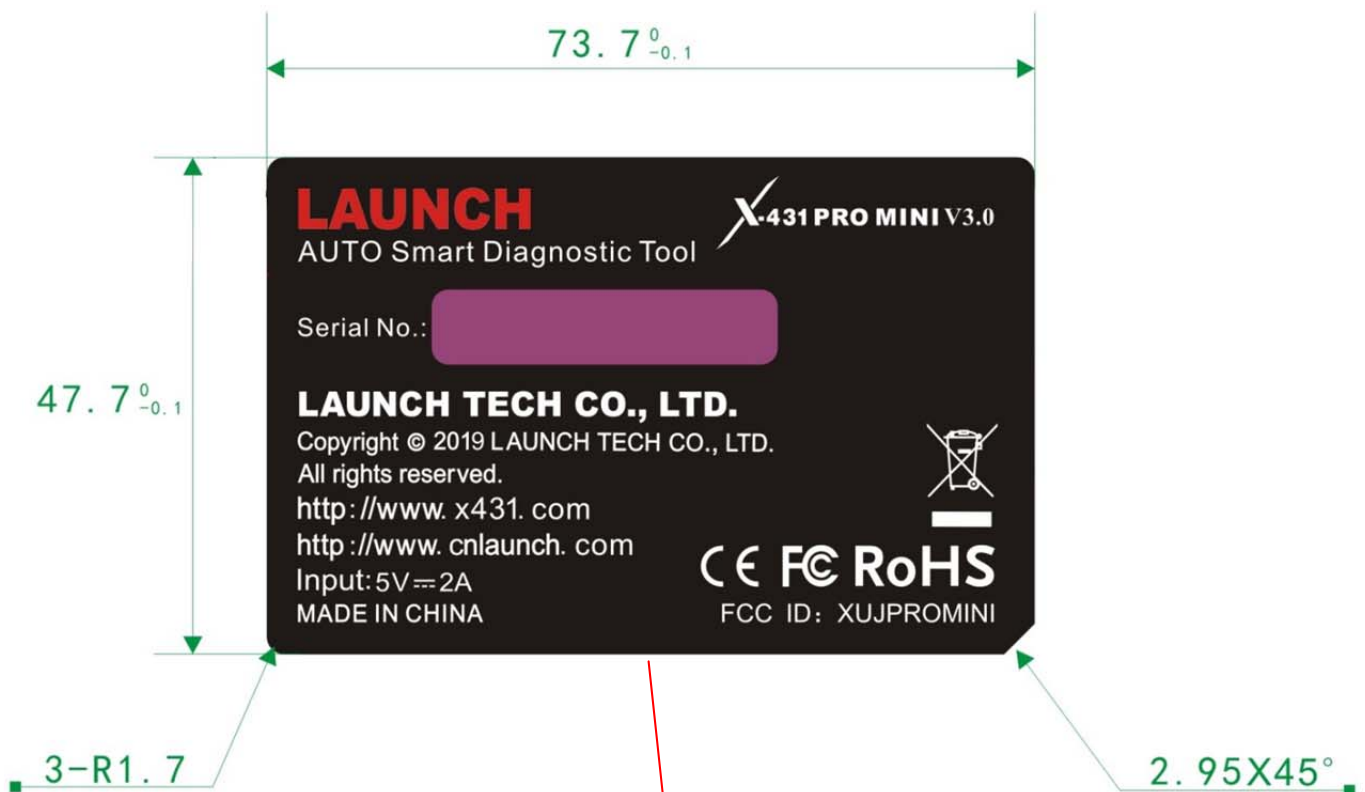 73.7 0 -0.1
LAUNCH
X-431 PRO MINI V3.0
AUTO Smart Diagnostic Tool
Serial No.:
47.7 0 -0.1
LAUNCH TECH CO., LTD.
Copyright © 2019 LAUNCH TECH CO., LTD.
All rights reserved.
http://www.x431.com
http://www.cnlaunch.com
Input:5V⎓2A
CE FC RoHS
MADE IN CHINA
FCC ID: XUJPROMINI
3-R1.7
2.95X45°